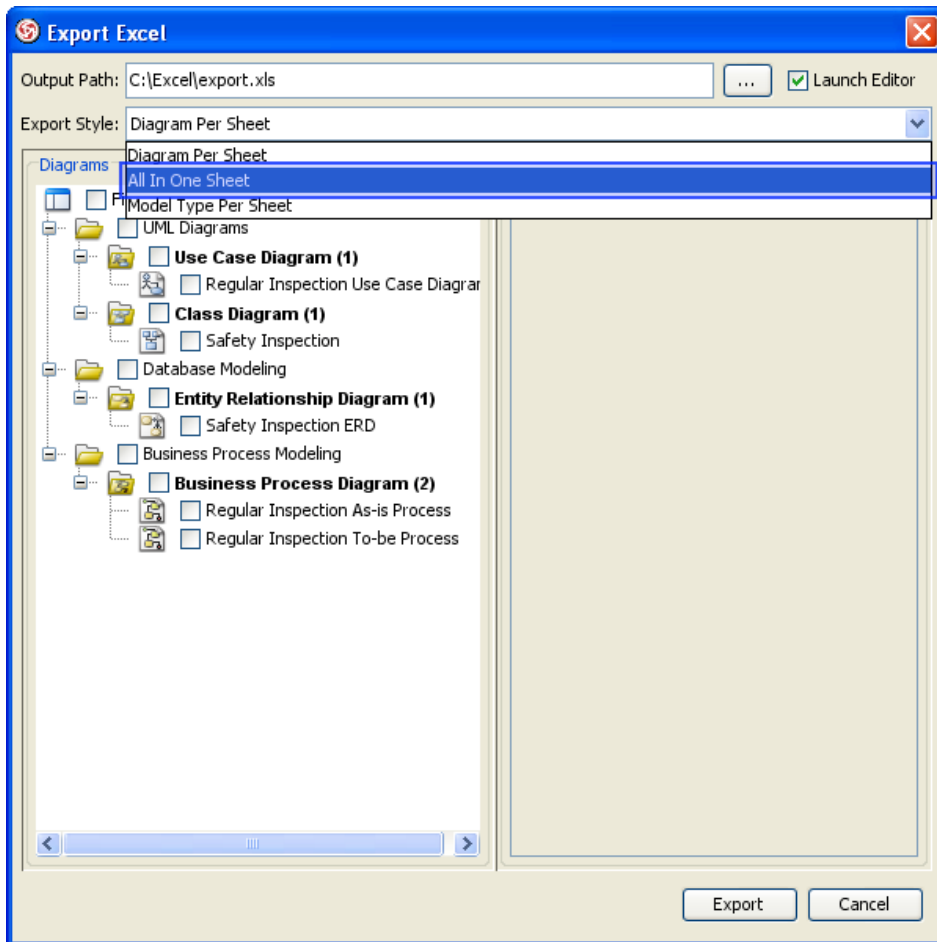 Export Excel
Output Path: C:\Excel\export.xls ... Launch Editor
Export Style: Diagram Per Sheet
Diagram Per Sheet
All In One Sheet
Model Type Per Sheet
Diagrams
UML Diagrams
Use Case Diagram (1)
Regular Inspection Use Case Diagrar
Class Diagram (1)
Safety Inspection
Database Modeling
Entity Relationship Diagram (1)
Safety Inspection ERD
Business Process Modeling
Business Process Diagram (2)
Regular Inspection As-is Process
Regular Inspection To-be Process
Export Cancel